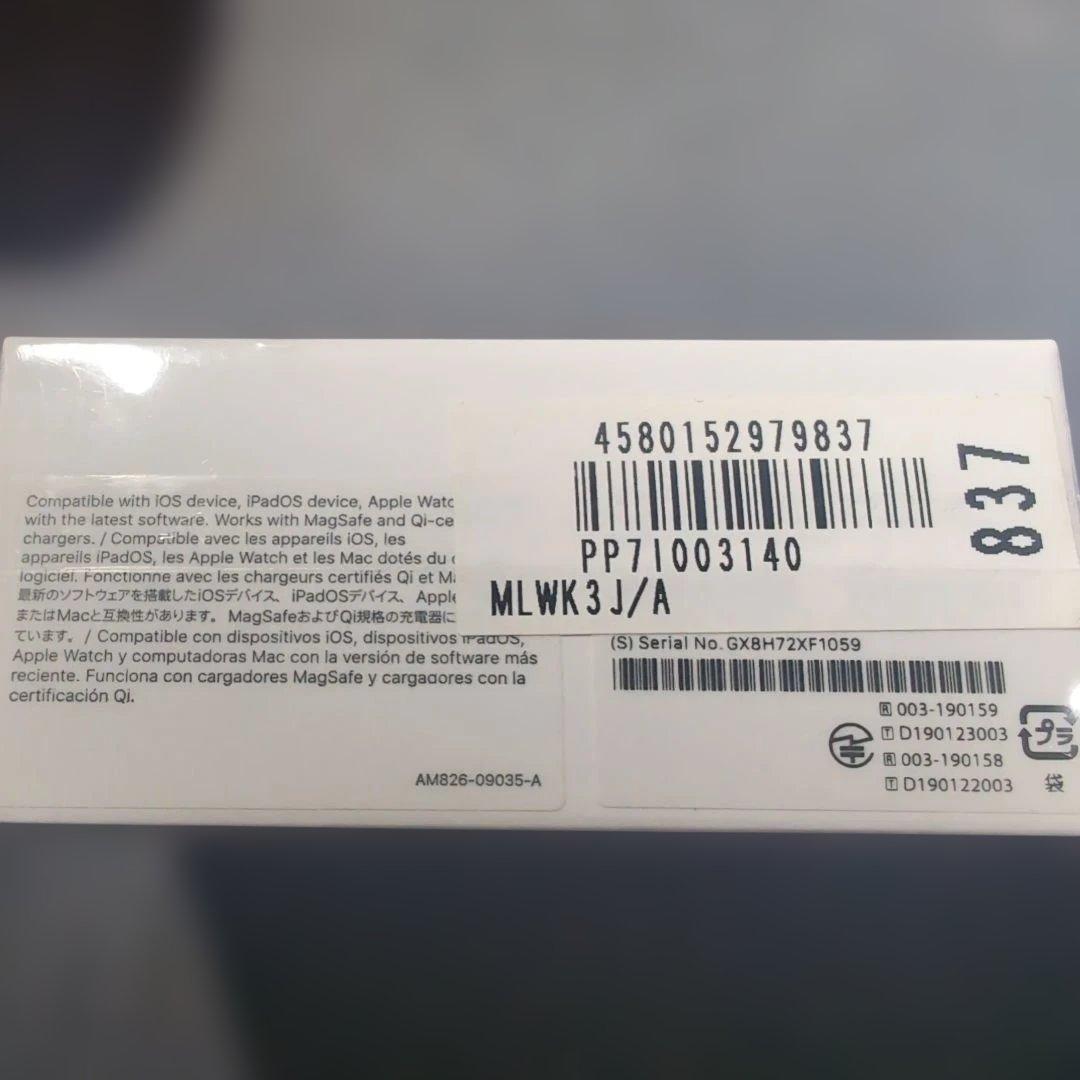 4580152979837
PP7I003140
MLWK3J/A
837
Compatible with iOS device, iPadOS device, Apple Watc
with the latest software. Works with MagSafe and Qi-ce
chargers. / Compatible avec les appareils iOS, les
appareils iPadOS, les Apple Watch et les Mac dotés du
logiciel. Fonctionne avec les chargeurs certifiés Qi et
最新のソフトウェアを搭載したiOSデバイス、iPadOSデバイス、Apple
またはMacと互換性があります。MagSafeおよびQi規格の充電器に
ています。 / Compatible con dispositivos iOS, dispositivos iPadOS,
Apple Watch y computadoras Mac con la versión de software más
reciente. Funciona con cargadores MagSafe y cargadores con la
certificación Qi.
AM826-09035-A
(S) Serial No. GX8H72XF1059
R 003-190159
T D190123003
R 003-190158
T D190122003
プラ
袋